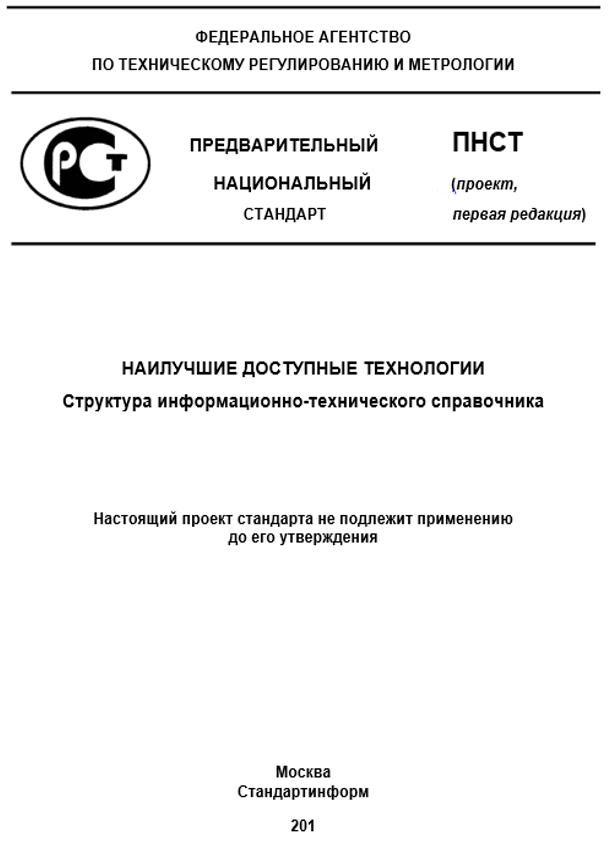 ФЕДЕРАЛЬНОЕ АГЕНТСТВО
ПО ТЕХНИЧЕСКОМУ РЕГУЛИРОВАНИЮ И МЕТРОЛОГИИ
РСТ
ПРЕДВАРИТЕЛЬНЫЙ
НАЦИОНАЛЬНЫЙ
СТАНДАРТ
ПНСТ
(проект,
первая редакция)
НАИЛУЧШИЕ ДОСТУПНЫЕ ТЕХНОЛОГИИ
Структура информационно-технического справочника
Настоящий проект стандарта не подлежит применению
до его утверждения
Москва
Стандартинформ
201